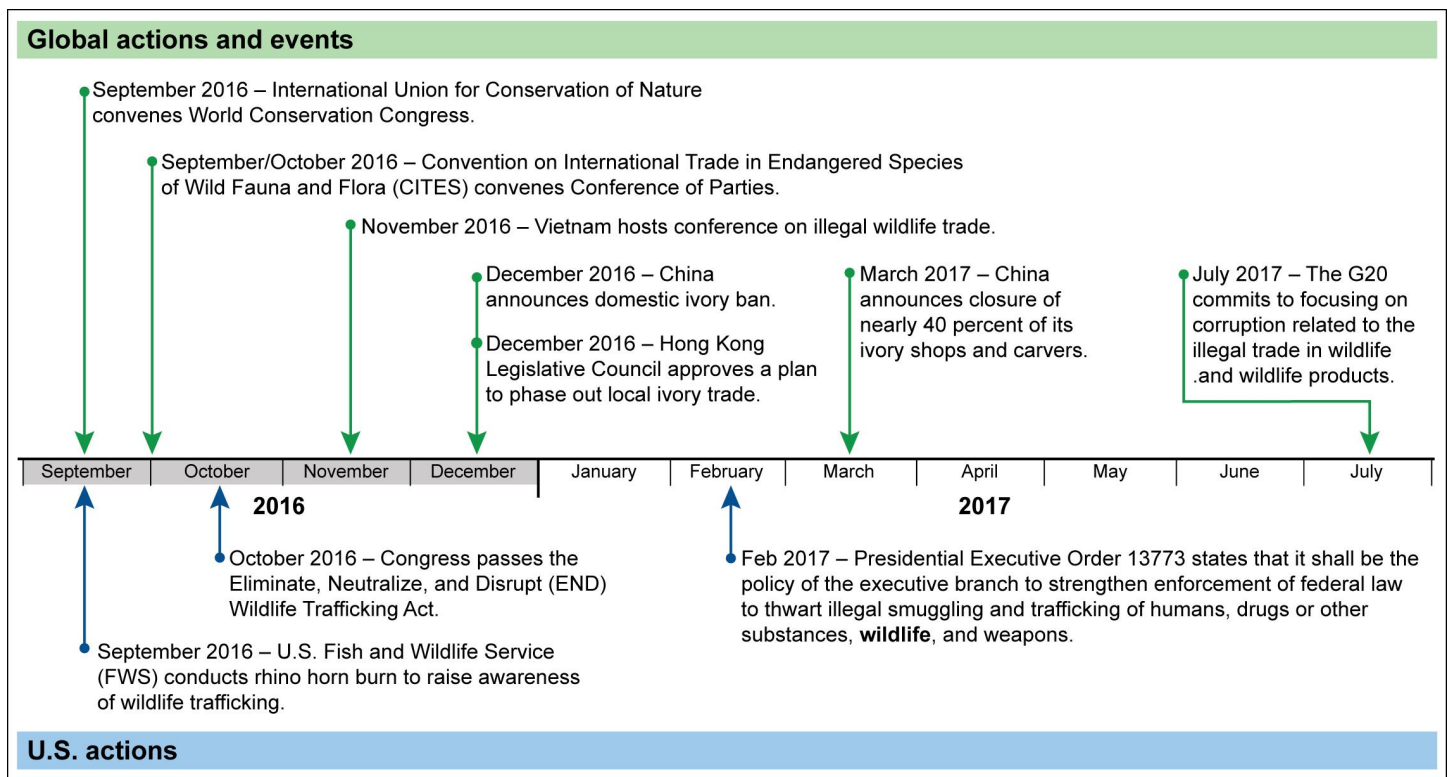 Global actions and events
September 2016 – International Union for Conservation of Nature
convenes World Conservation Congress.
September/October 2016 – Convention on International Trade in Endangered Species
of Wild Fauna and Flora (CITES) convenes Conference of Parties.
November 2016 – Vietnam hosts conference on illegal wildlife trade.
December 2016 – China
announces domestic ivory ban.
December 2016 – Hong Kong
Legislative Council approves a plan
to phase out local ivory trade.
March 2017 – China
announces closure of
nearly 40 percent of its
ivory shops and carvers.
July 2017 – The G20
commits to focusing on
corruption related to the
illegal trade in wildlife
.and wildlife products.
September October November December January February March April May June July
2016 2017
October 2016 – Congress passes the
Eliminate, Neutralize, and Disrupt (END)
Wildlife Trafficking Act.
September 2016 – U.S. Fish and Wildlife Service
(FWS) conducts rhino horn burn to raise awareness
of wildlife trafficking.
Feb 2017 – Presidential Executive Order 13773 states that it shall be the
policy of the executive branch to strengthen enforcement of federal law
to thwart illegal smuggling and trafficking of humans, drugs or other
substances, wildlife, and weapons.
U.S. actions